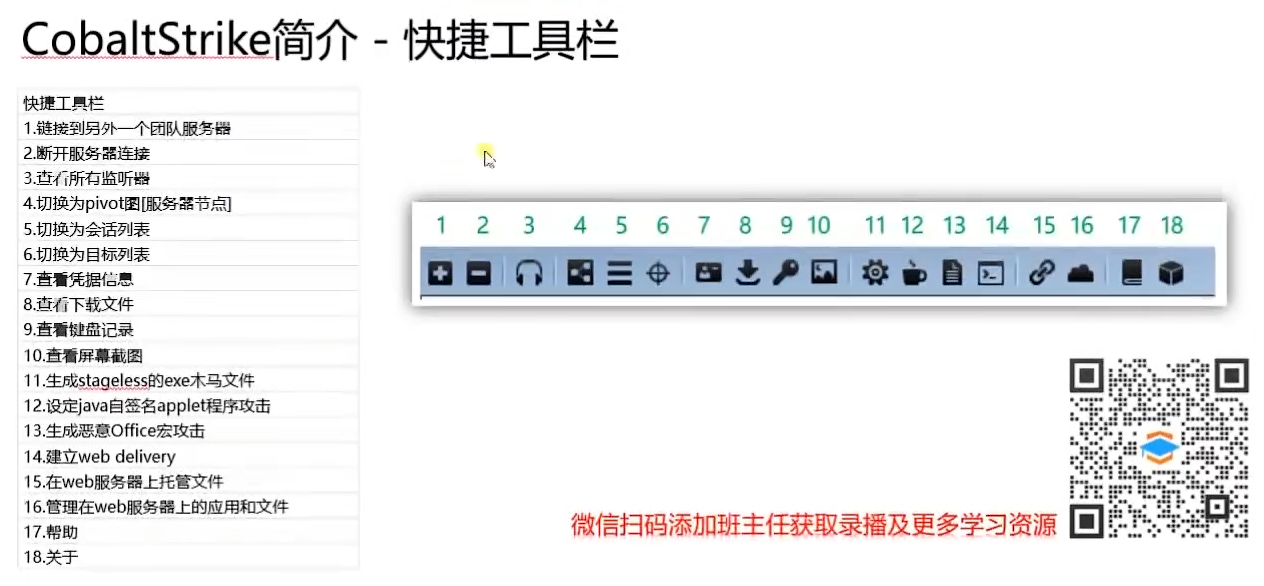 CobaltStrike简介 - 快捷工具栏
快捷工具栏
1.链接到另外一个团队服务器
2.断开服务器连接
3.查看所有监听器
4.切换为pivot图[服务器节点]
5.切换为会话列表
6.切换为目标列表
7.查看凭据信息
8.查看下载文件
9.查看键盘记录
10.查看屏幕截图
11.生成stageless的exe木马文件
12.设定java自签名applet程序攻击
13.生成恶意Office宏攻击
14.建立web delivery
15.在web服务器上托管文件
16.管理在web服务器上的应用和文件
17.帮助
18.关于
1 2 3 4 5 6 7 8 9 10 11 12 13 14 15 16 17 18
微信扫码添加班主任获取录播及更多学习资源